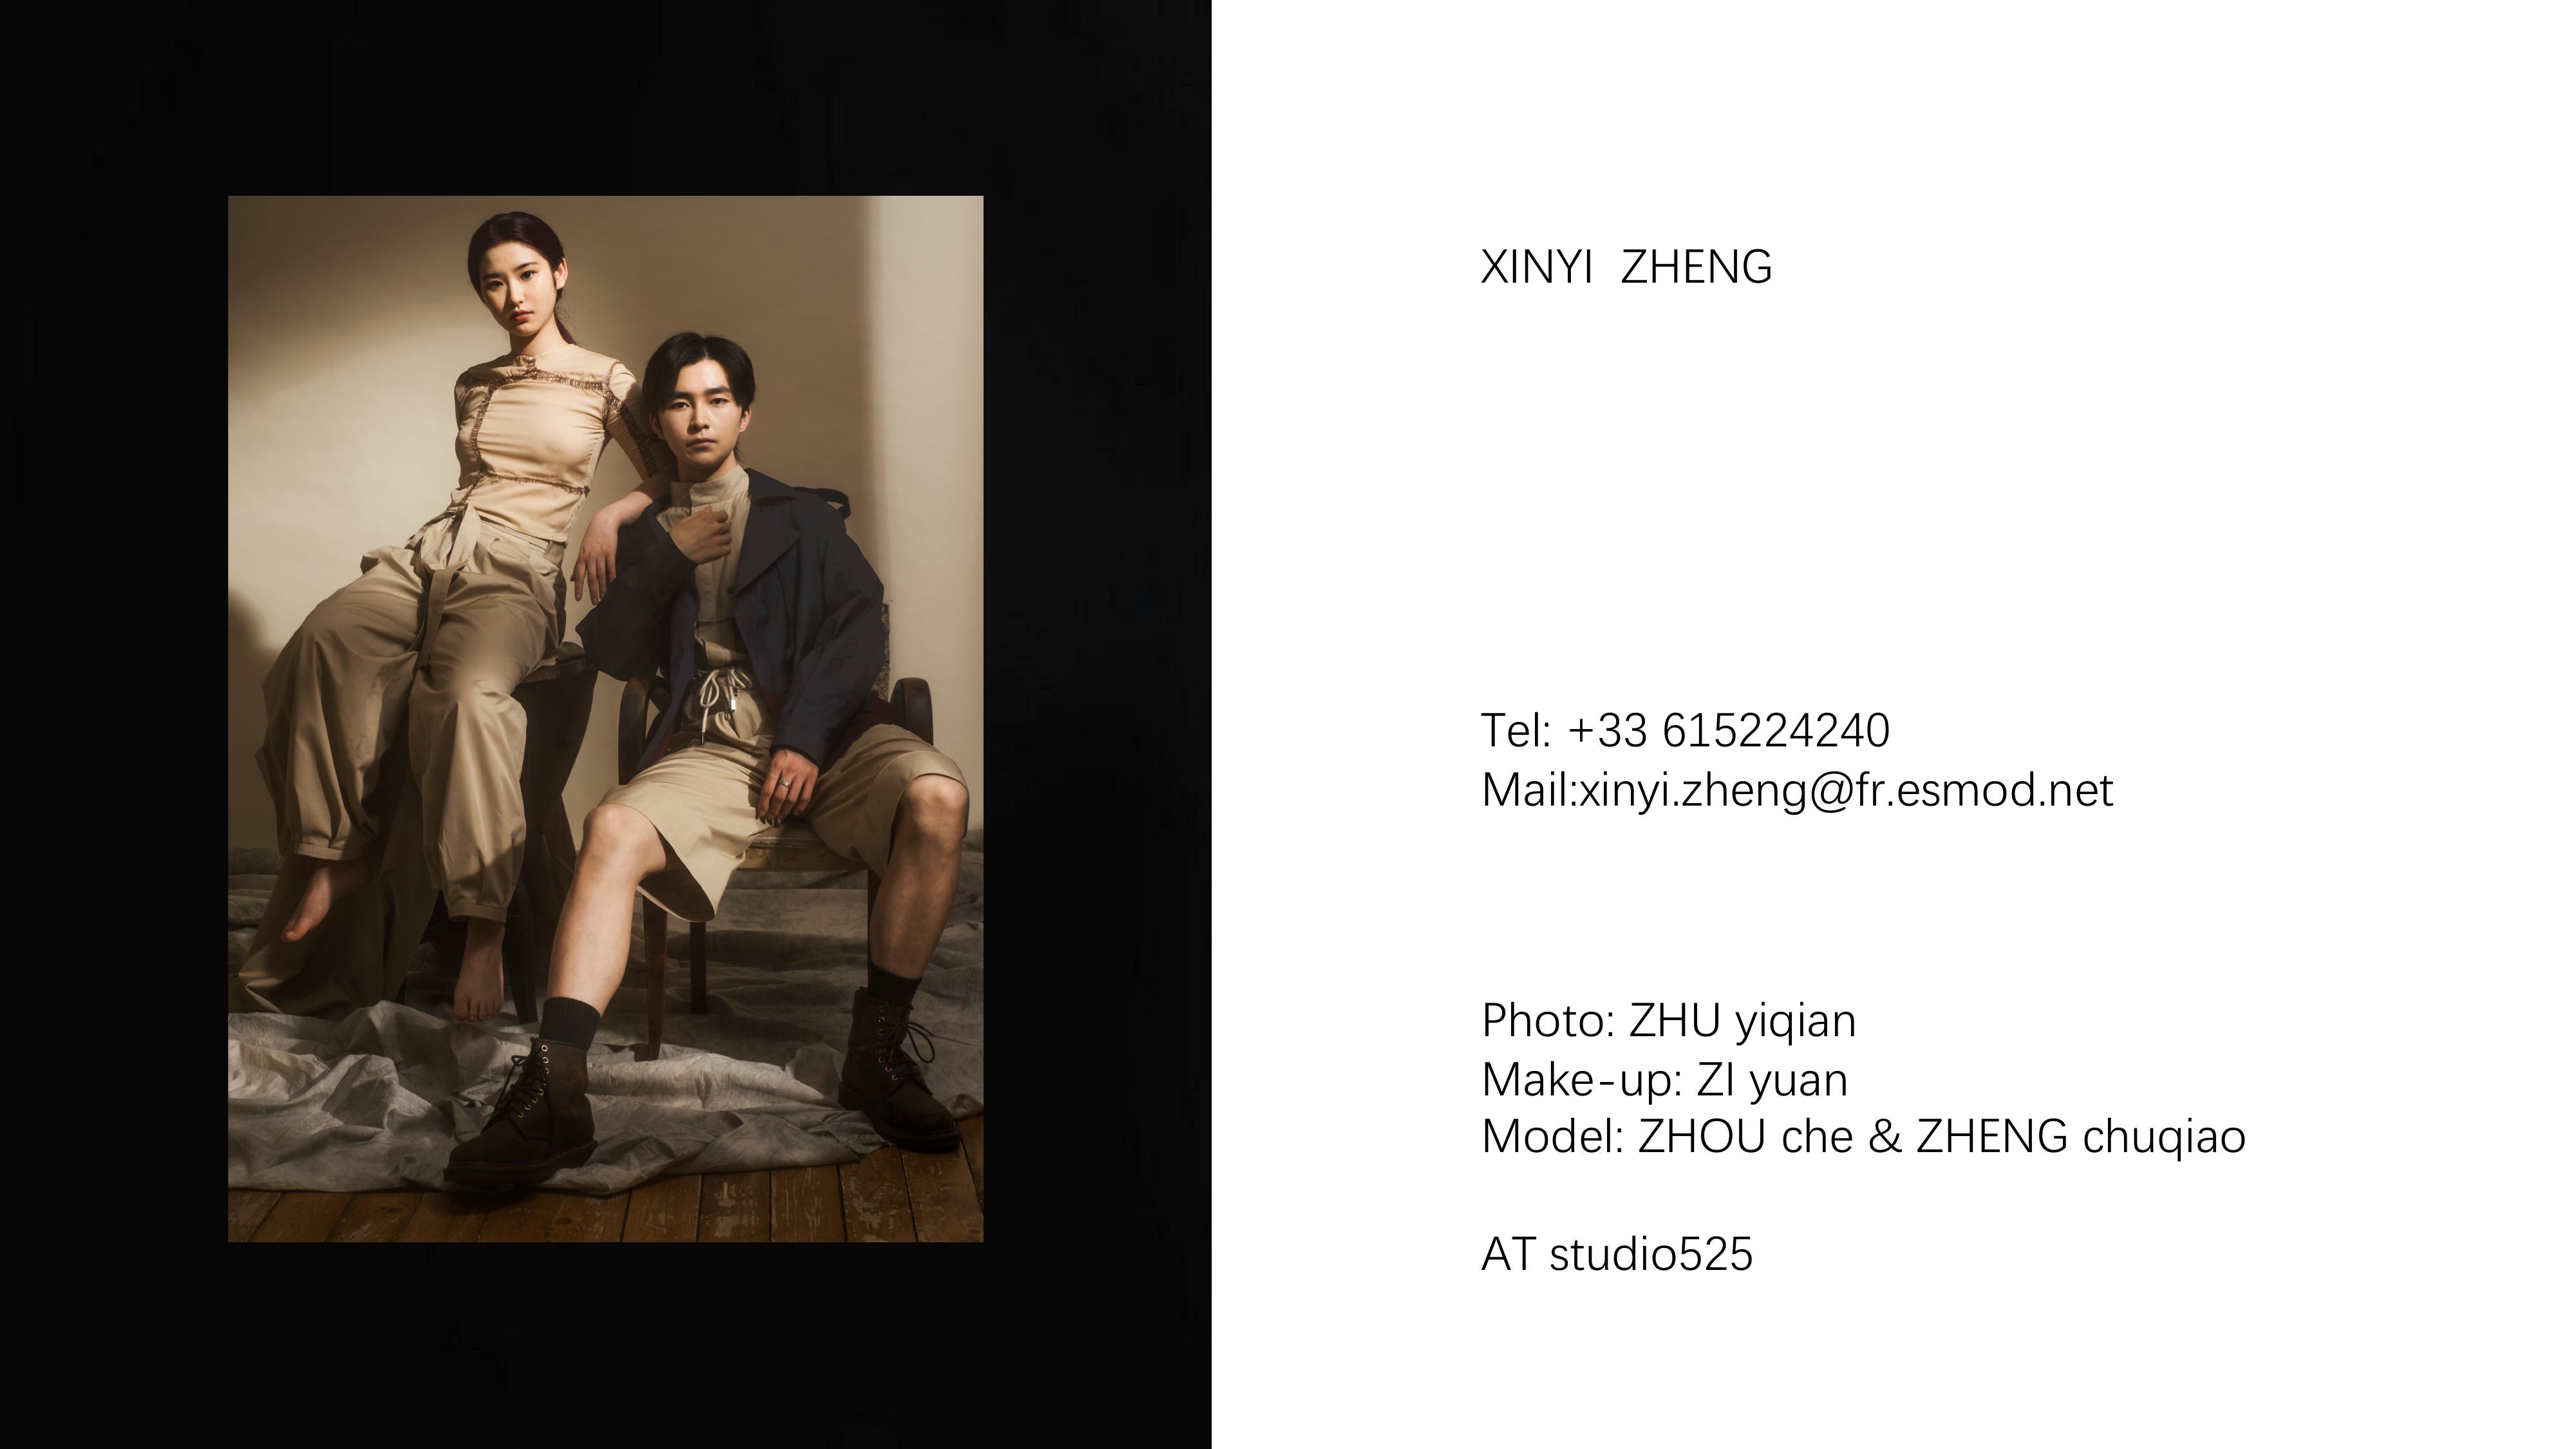 XINYI  ZHENG
Tel: +33 615224240
Mail:xinyi.zheng@fr.esmod.net
Photo: ZHU yiqian
Make-up: ZI yuan
Model: ZHOU che & ZHENG chuqiao
AT studio525